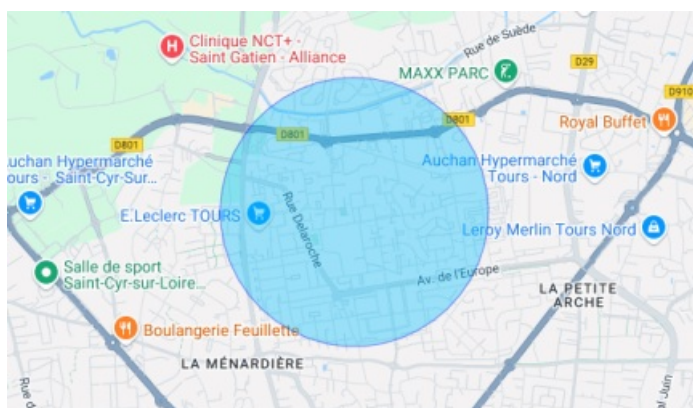 Clinique NCT+ -
Saint Gatien - Alliance
Rue de Suède
MAXX PARC
D29
D910
D801
Royal Buffet
D801
D801
Auchan Hypermarché
Tours - Saint-Cyr-Sur...
Auchan Hypermarché
Tours - Nord
E.Leclerc TOURS
Rue Delaroche
Leroy Merlin Tours Nord
Salle de sport
Saint-Cyr-sur-Loire...
Av. de l'Europe
LA PETITE
ARCHE
Boulangerie Feuillette
LA MÉNARDIÈRE